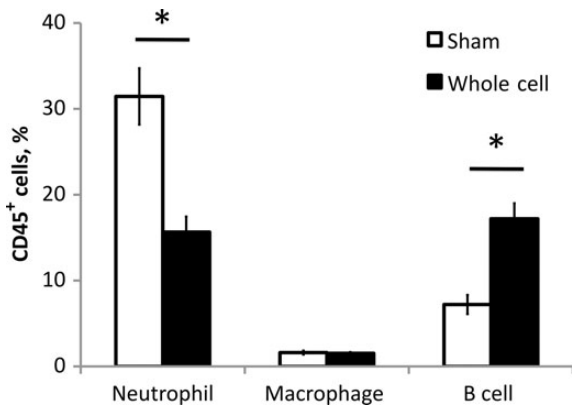 40
30
20
10
0
CD45⁺ cells, %
*
*
Sham
Whole cell
Neutrophil
Macrophage
B cell